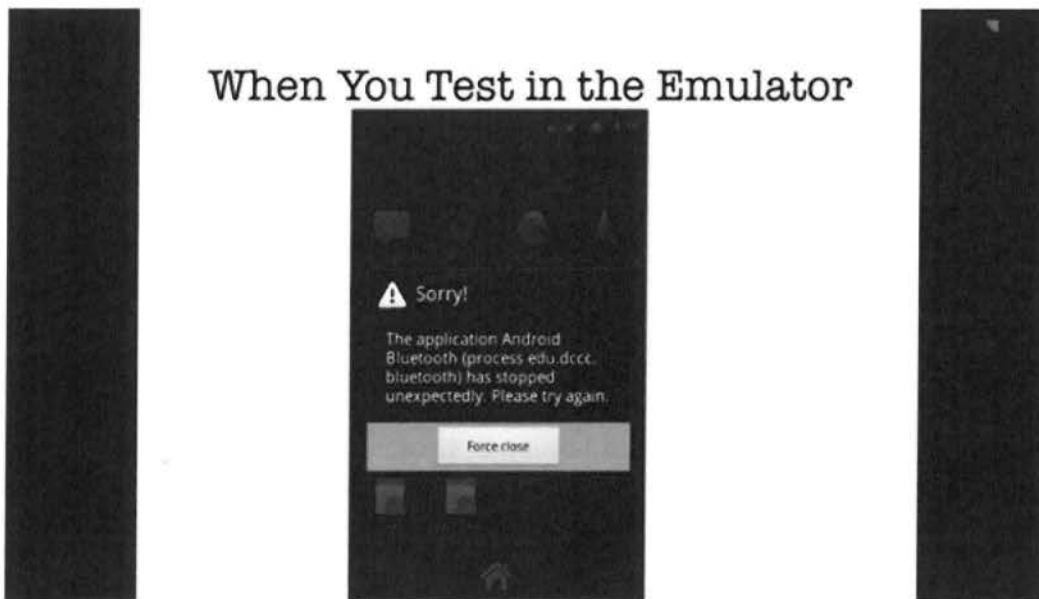 When You Test in the Emulator
Sorry!
The application Android
Bluetooth (process edu.dccc.
bluetooth) has stopped
unexpectedly. Please try again.
Force close